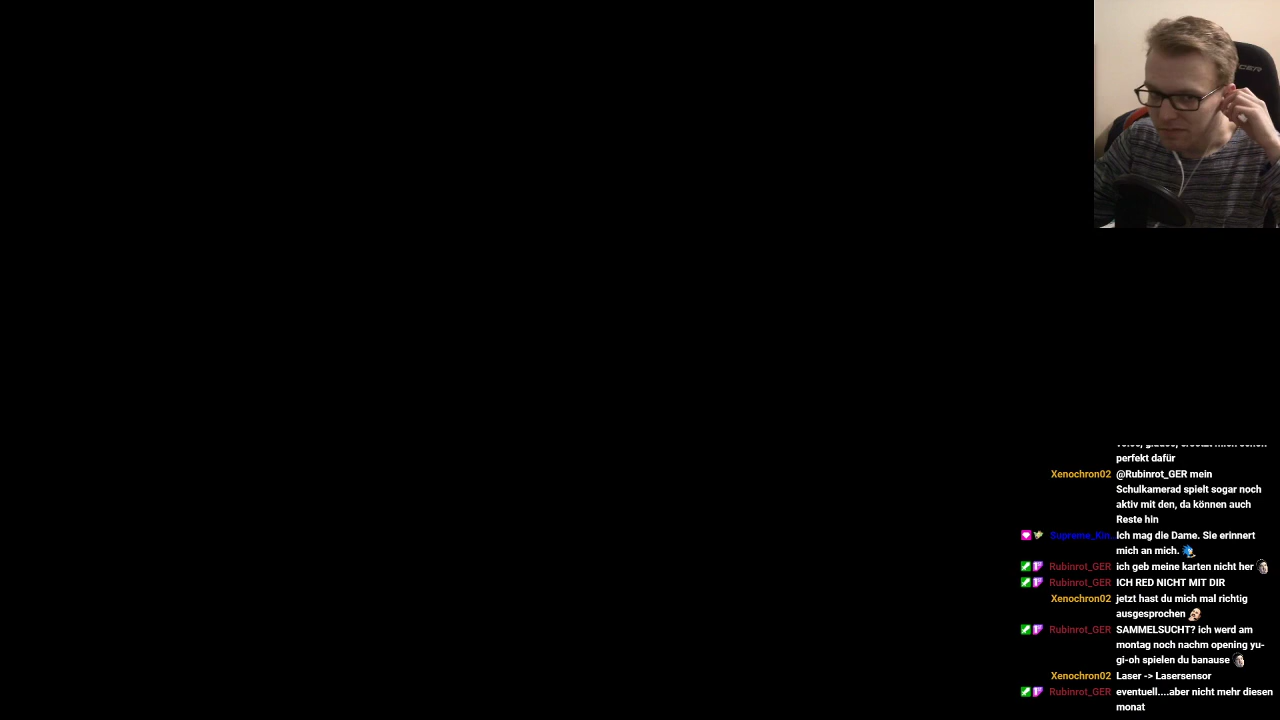 perfekt dafür
Xenochron02 @Rubinrot_GER mein
Schulkamerad spielt sogar noch
aktiv mit den, da können auch
Reste hin
Supreme_Kin.. Ich mag die Dame. Sie erinnert
mich an mich.
Rubinrot_GER ich geb meine karten nicht her
Rubinrot_GER ICH RED NICHT MIT DIR
Xenochron02 jetzt hast du mich mal richtig
ausgesprochen
Rubinrot_GER SAMMELSUCHT? ich werd am
montag noch nachm opening yu-
gi-oh spielen du banause
Xenochron02 Laser -> Lasersensor
Rubinrot_GER eventuell....aber nicht mehr diesen
monat